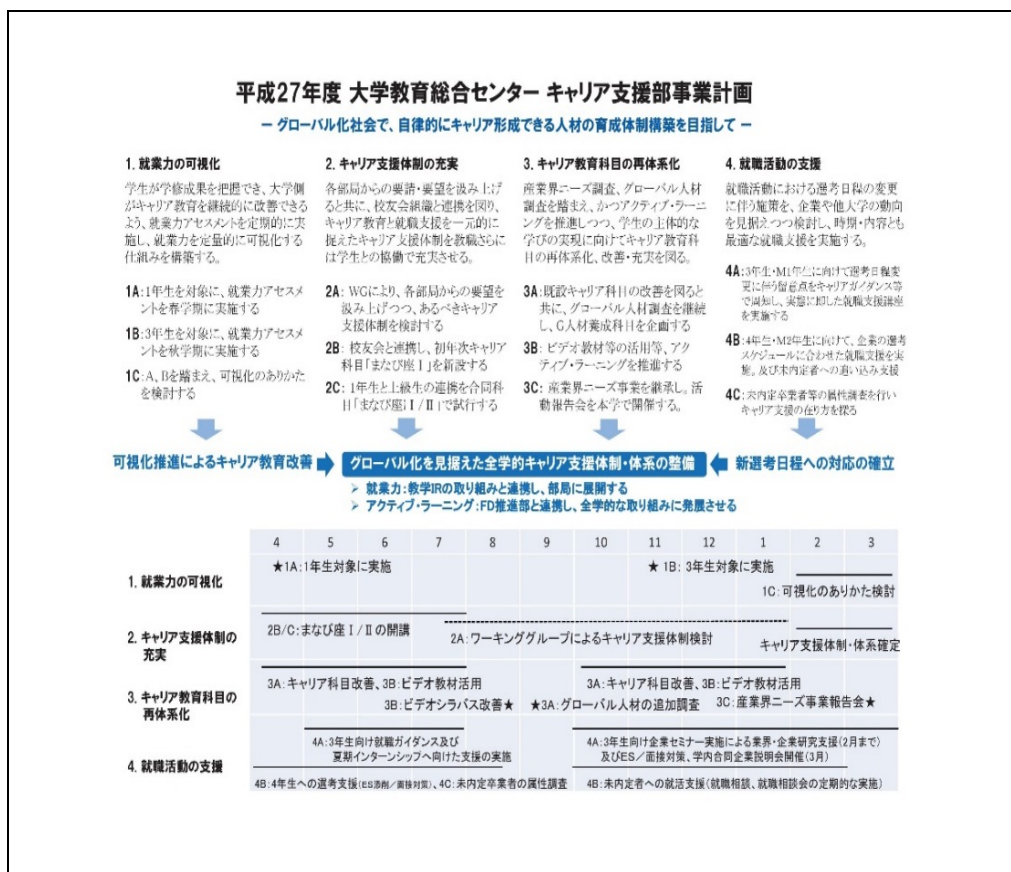 平成27年度 大学教育総合センター キャリア支援部事業計画
― グローバル化社会で、自律的にキャリア形成できる人材の育成体制構築を目指して ―
1. 就業力の可視化
学生が学修成果を把握でき、大学側
がキャリア教育を継続的に改善できる
よう、就業力アセスメントを定期的に実
施し、就業力を定量的に可視化する
仕組みを構築する。
1A:1年生を対象に、就業力アセスメ
ントを春学期に実施する
1B:3年生を対象に、就業力アセスメ
ントを秋学期に実施する
1C:A、Bを踏まえ、可視化のありかた
を検討する
2. キャリア支援体制の充実
各部局からの要請・要望を汲み上げ
ると共に、校友会組織と連携を図り、
キャリア教育と就職支援を一元的に
捉えたキャリア支援体制を教職さらに
は学生との協働で充実させる。
2A: WGにより、各部局からの要望を
汲み上げつつ、あるべきキャリア
支援体制を検討する
2B: 校友会と連携し、初年次キャリア
科目「まなび座Ⅰ」を新設する
2C: 1年生と上級生の連携を合同科
目「まなび座Ⅰ/Ⅱ」で試行する
3. キャリア教育科目の再体系化
産業界ニーズ調査、グローバル人材
調査を踏まえ、かつアクティブ・ラーニ
ングを推進しつつ、学生の主体的な
学びの実現に向けてキャリア教育科
目の再体系化、改善・充実を図る。
3A:既設キャリア科目の改善を図ると
共に、グローバル人材調査を継続
し、G人材養成科目を企画する
3B: ビデオ教材等の活用等、アク
ティブ・ラーニングを推進する
3C: 産業界ニーズ事業を継承し。活
動報告会を本学で開催する。
4. 就職活動の支援
就職活動における選考日程の変更
に伴う施策を、企業や他大学の動向
を見据えつつ検討し、時期・内容とも
最適な就職支援を実施する。
4A:3年生・M1年生に向けて選考日程変
更に伴う留意点をキャリアガイダンス等
で周知し、実態に即した就職支援講座
を実施する
4B:4年生・M2年生に向けて、企業の選考
スケジュールに合わせた就職支援を実
施。及び未内定者への追い込み支援
4C:未内定卒業者等の属性調査を行い
キャリア支援の在り方を探る
可視化推進によるキャリア教育改善
グローバル化を見据えた全学的キャリア支援体制・体系の整備
新選考日程への対応の確立
➢ 就業力:教学IRの取り組みと連携し、部局に展開する
➢ アクティブ・ラーニング:FD推進部と連携し、全学的な取り組みに発展させる
4 5 6 7 8 9 10 11 12 1 2 3
1. 就業力の可視化
★1A:1年生対象に実施
★ 1B: 3年生対象に実施
1C:可視化のありかた検討
2. キャリア支援体制の
充実
2B/C:まなび座Ⅰ/Ⅱの開講
2A:ワーキンググループによるキャリア支援体制検討
キャリア支援体制・体系確定
3. キャリア教育科目の
再体系化
3A:キャリア科目改善、3B:ビデオ教材活用
3A:キャリア科目改善、3B:ビデオ教材活用
3B:ビデオシラバス改善★
★3A:グローバル人材の追加調査
3C:産業界ニーズ事業報告会★
4. 就職活動の支援
4A:3年生向け就職ガイダンス及び
夏期インターンシップへ向けた支援の実施
4A:3年生向け企業セミナー実施による業界・企業研究支援(2月まで)
及びES/面接対策、学内合同企業説明会開催(3月)
4B:4年生への選考支援(ES添削/面接対策)、4C:未内定卒業者の属性調査
4B:未内定者への就活支援(就職相談、就職相談会の定期的な実施)